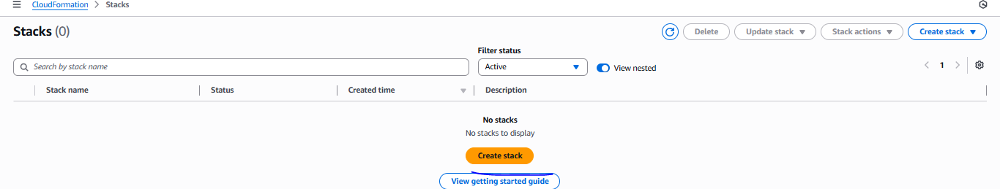 CloudFormation > Stacks
Stacks (0)
Delete
Update stack
Stack actions
Create stack
Filter status
Search by stack name
Active
View nested
1
Stack name
Status
Created time
Description
No stacks
No stacks to display
Create stack
View getting started guide